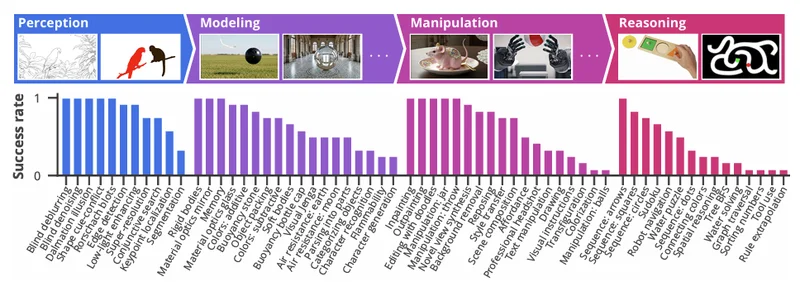 Perception
Modeling
Manipulation
Reasoning
. . .
. . .
Success rate
1
0
Blind deblurring
Blind denoising
Dalmatian illusion
Shape cue-conflict
Rorschach blots
Edge detection
Low-light enhancing
Super-resolution
Conjunctive search
Keypoint localization
Segmentation
Rigid bodies
Material optics mirror
Memory
Material optics glass
Colors: additive
Buoyancy stone
Object packing
Colors: subtractive
Soft bodies
Buoyancy bottle cap
Visual jenga
Air resistance: earth
Air resistance: moon
Parsing into parts
Categorizing objects
Character recognition
Flammability
Character generation
Inpainting
Outpainting
Editing with doodles
Manipulation: jar
Manipulation: throw
Novel view synthesis
Background removal
Reposing
Style transfer
Scene composition
Affordance
Professional headshot
Text manipulation
Drawing
Visual instructions
Transfiguration
Colorization
Manipulation: balls
Sequence: arrows
Sequence: squares
Sequence: circles
Sudoku
Robot navigation
Water puzzle
Sequence: dots
Connecting colors
Spatial reasoning
Tree BFS
Maze solving
Graph traversal
Sorting numbers
Tool use
Rule extrapolation